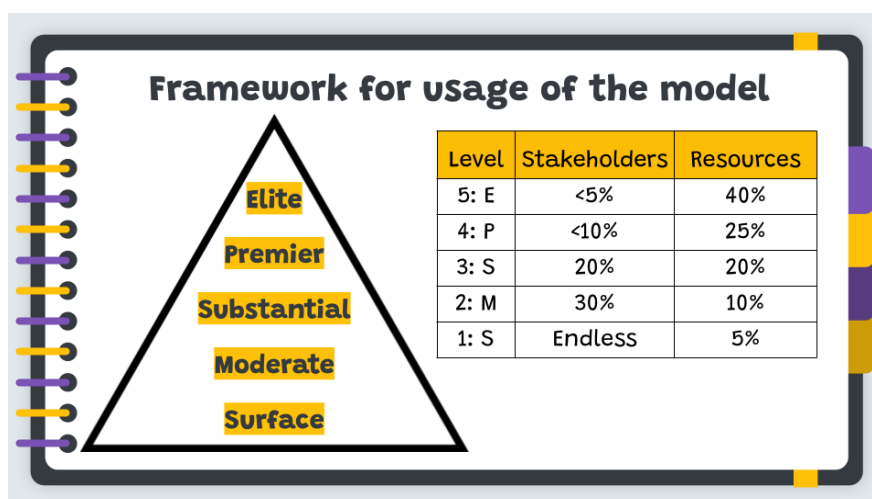 Framework for usage of the model
Elite
Premier
Substantial
Moderate
Surface
Level Stakeholders Resources
5: E <5% 40%
4: P <10% 25%
3: S 20% 20%
2: M 30% 10%
1: S Endless 5%